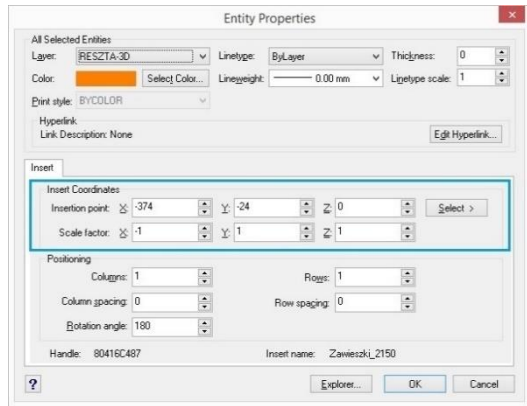 Entity Properties
×
All Selected Entities
Layer: RESZTA-3D Linetype: ByLayer Thickness: 0
Color: Select Color... Lineweight: 0.00 mm Linetype scale: 1
Print style: BYCOLOR
Hyperlink
Link Description: None Edit Hyperlink...
Insert
Insert Coordinates
Insertion point: X: -374 Y: -24 Z: 0 Select >
Scale factor: X: -1 Y: 1 Z: 1
Positioning
Columns: 1 Rows: 1
Column spacing: 0 Row spacing: 0
Rotation angle: 180
Handle: 80416C487 Insert name: Zawieszki_2150
? Explorer... OK Cancel